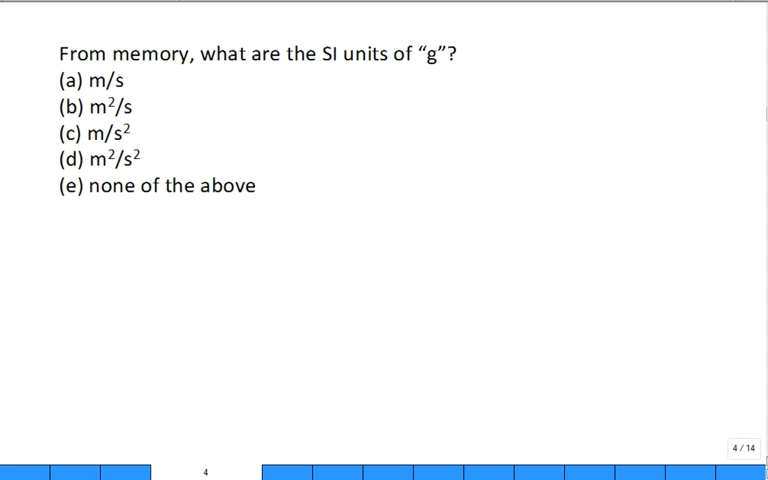 From memory, what are the SI units of “g”?
(a) m/s
(b) m²/s
(c) m/s²
(d) m²/s²
(e) none of the above
4 / 14
4